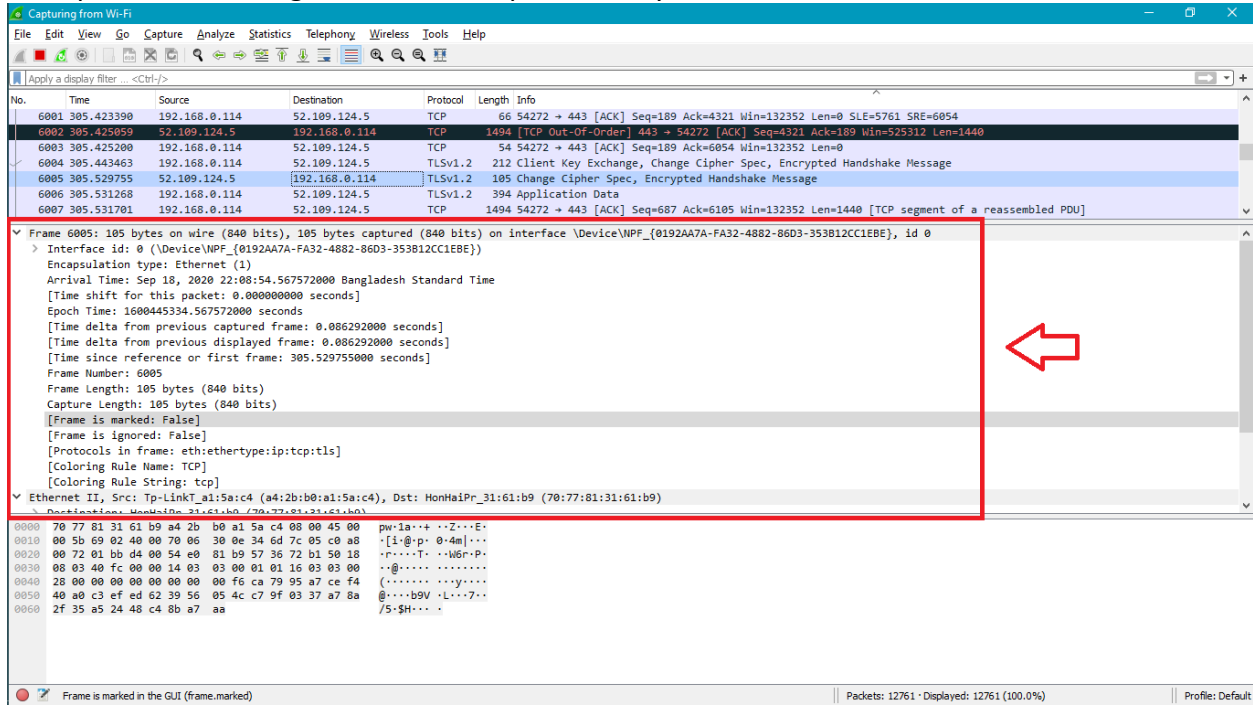 Capturing from Wi-Fi
File Edit View Go Capture Analyze Statistics Telephony Wireless Tools Help
Apply a display filter ... <Ctrl-/>
No. Time Source Destination Protocol Length Info
6001 305.423390 192.168.0.114 52.109.124.5 TCP 66 54272 → 443 [ACK] Seq=189 Ack=4321 Win=132352 Len=0 SLE=5761 SRE=6054
6002 305.425059 52.109.124.5 192.168.0.114 TCP 1494 [TCP Out-Of-Order] 443 → 54272 [ACK] Seq=4321 Ack=189 Win=525312 Len=1440
6003 305.425200 192.168.0.114 52.109.124.5 TCP 54 54272 → 443 [ACK] Seq=189 Ack=6054 Win=132352 Len=0
6004 305.443463 192.168.0.114 52.109.124.5 TLSv1.2 212 Client Key Exchange, Change Cipher Spec, Encrypted Handshake Message
6005 305.529755 52.109.124.5 192.168.0.114 TLSv1.2 105 Change Cipher Spec, Encrypted Handshake Message
6006 305.531268 192.168.0.114 52.109.124.5 TLSv1.2 394 Application Data
6007 305.531701 192.168.0.114 52.109.124.5 TCP 1494 54272 → 443 [ACK] Seq=687 Ack=6105 Win=132352 Len=1440 [TCP segment of a reassembled PDU]
Frame 6005: 105 bytes on wire (840 bits), 105 bytes captured (840 bits) on interface \Device\NPF_{0192AA7A-FA32-4882-86D3-353B12CC1EBE}, id 0
Interface id: 0 (\Device\NPF_{0192AA7A-FA32-4882-86D3-353B12CC1EBE})
Encapsulation type: Ethernet (1)
Arrival Time: Sep 18, 2020 22:08:54.567572000 Bangladesh Standard Time
[Time shift for this packet: 0.000000000 seconds]
Epoch Time: 1600445334.567572000 seconds
[Time delta from previous captured frame: 0.086292000 seconds]
[Time delta from previous displayed frame: 0.086292000 seconds]
[Time since reference or first frame: 305.529755000 seconds]
Frame Number: 6005
Frame Length: 105 bytes (840 bits)
Capture Length: 105 bytes (840 bits)
[Frame is marked: False]
[Frame is ignored: False]
[Protocols in frame: eth:ethertype:ip:tcp:tls]
[Coloring Rule Name: TCP]
[Coloring Rule String: tcp]
Ethernet II, Src: Tp-LinkT_a1:5a:c4 (a4:2b:b0:a1:5a:c4), Dst: HonHaiPr_31:61:b9 (70:77:81:31:61:b9)
Destination: HonHaiPr_31:61:b9 (70:77:81:31:61:b9)
0000 70 77 81 31 61 b9 a4 2b b0 a1 5a c4 08 00 45 00 pw·1a··+ ··Z···E·
0010 00 5b 69 02 40 00 70 06 30 0e 34 6d 7c 05 c0 a8 ·[i·@·p· 0·4m|···
0020 00 72 01 bb d4 00 54 e0 81 b9 57 36 72 b1 50 18 ·r····T· ··W6r·P·
0030 08 03 40 fc 00 00 14 03 03 00 01 01 16 03 03 00 ··@····· ········
0040 28 00 00 00 00 00 00 00 00 f6 ca 79 95 a7 ce f4 (······· ···y····
0050 40 a0 c3 ef ed 62 39 56 05 4c c7 9f 03 37 a7 8a @····b9V ·L···7··
0060 2f 35 a5 24 48 c4 8b a7 aa /5·$H··· ·
Frame is marked in the GUI (frame.marked) Packets: 12761 · Displayed: 12761 (100.0%) Profile: Default